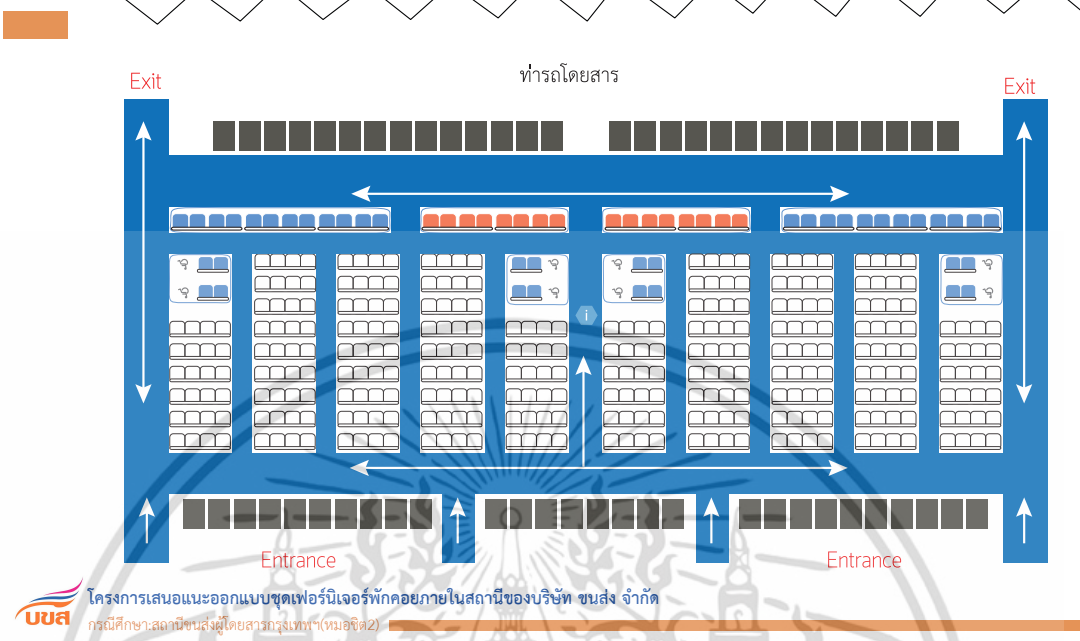 ท่ารถโดยสาร
Exit
Exit
i
Entrance
Entrance
บขส
โครงการเสนอแนะออกแบบชุดเฟอร์นิเจอร์พักคอยภายในสถานีของบริษัท ขนส่ง จำกัด
กรณีศึกษา:สถานีขนส่งผู้โดยสารกรุงเทพฯ(หมอชิต2)